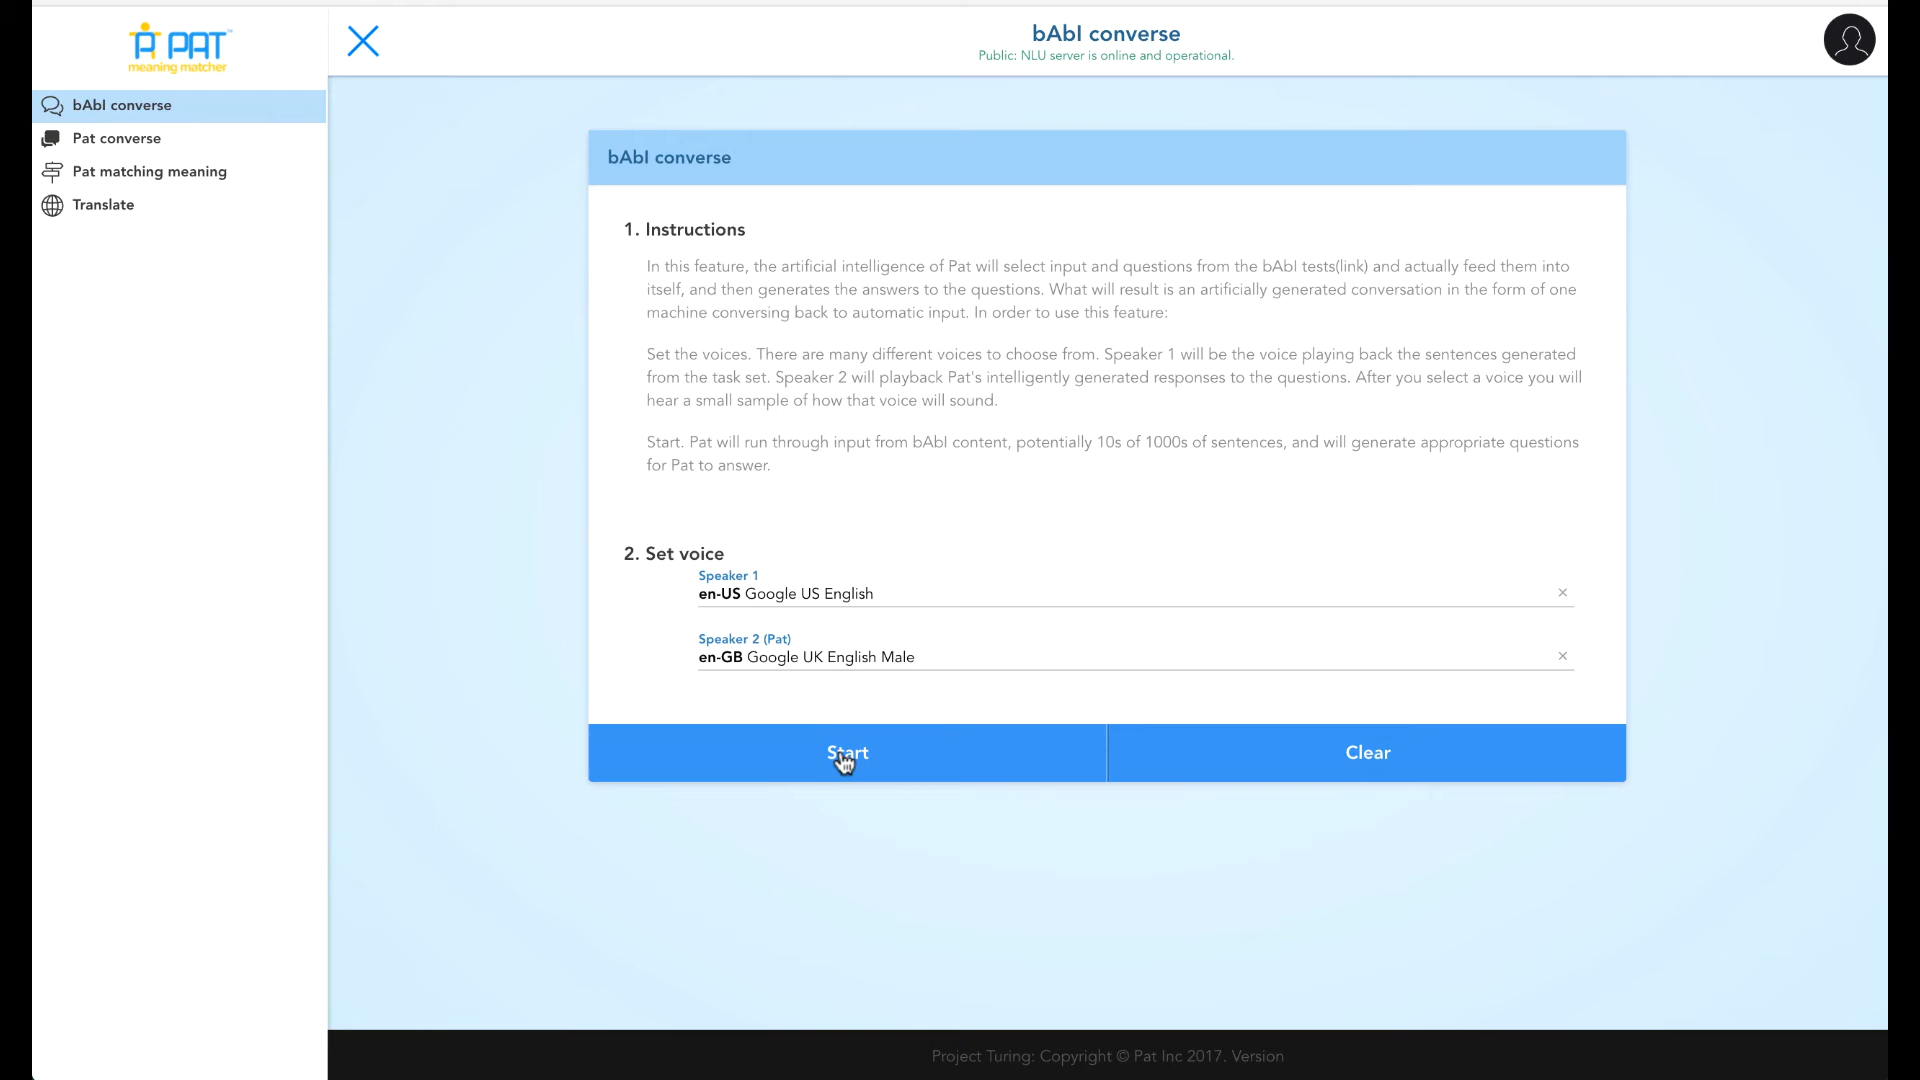 PAT™
meaning matcher
bAbI converse
Public: NLU server is online and operational.
bAbI converse
Pat converse
Pat matching meaning
Translate
bAbI converse
1. Instructions
In this feature, the artificial intelligence of Pat will select input and questions from the bAbI tests(link) and actually feed them into
itself, and then generates the answers to the questions. What will result is an artificially generated conversation in the form of one
machine conversing back to automatic input. In order to use this feature:
Set the voices. There are many different voices to choose from. Speaker 1 will be the voice playing back the sentences generated
from the task set. Speaker 2 will playback Pat's intelligently generated responses to the questions. After you select a voice you will
hear a small sample of how that voice will sound.
Start. Pat will run through input from bAbI content, potentially 10s of 1000s of sentences, and will generate appropriate questions
for Pat to answer.
2. Set voice
Speaker 1
en-US Google US English
Speaker 2 (Pat)
en-GB Google UK English Male
Start
Clear
Project Turing: Copyright © Pat Inc 2017. Version